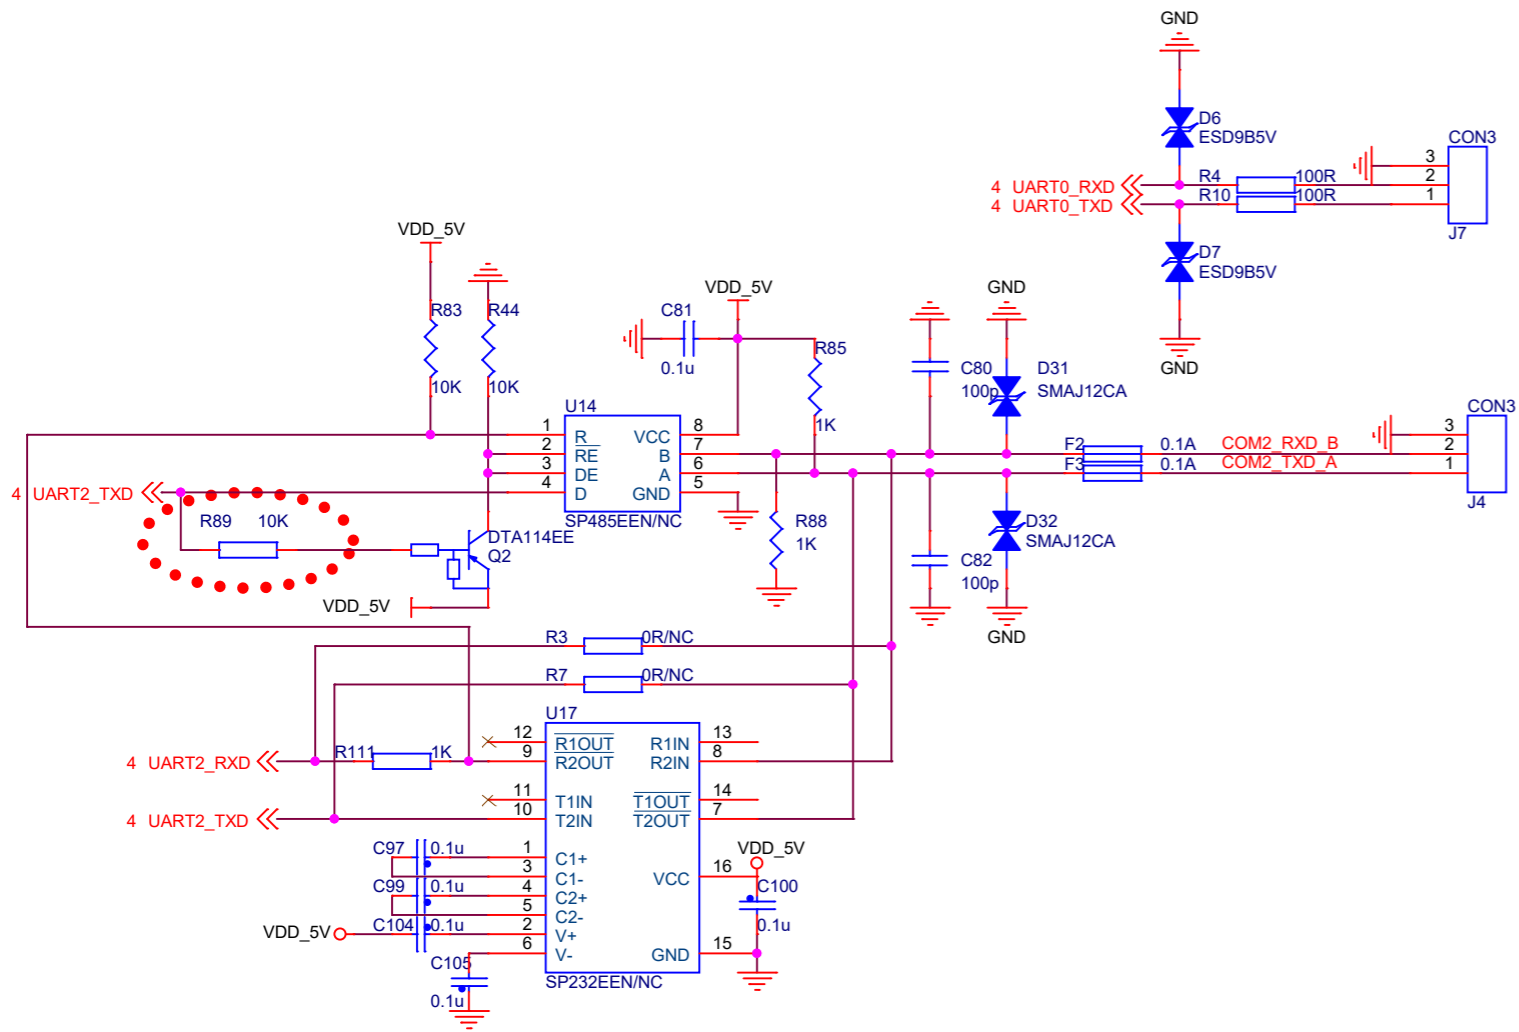 GND
D6
ESD9B5V
CON3
3
2
1
4 UART0_RXD
R4
100R
4 UART0_TXD
R10
100R
J7
D7
ESD9B5V
GND
VDD_5V
R83
10K
R44
10K
VDD_5V
C81
0.1u
R85
1K
GND
C80
100p
D31
SMAJ12CA
U14
1
2
3
4
R
RE
DE
D
VCC
B
A
GND
8
7
6
5
SP485EEN/NC
F2
0.1A
COM2_RXD_B
F3
0.1A
COM2_TXD_A
CON3
3
2
1
J4
4 UART2_TXD
R89
10K
DTA114EE
Q2
VDD_5V
R88
1K
C82
100p
D32
SMAJ12CA
GND
R3
0R/NC
R7
0R/NC
U17
12
9
11
10
1
3
4
5
2
6
R1OUT
R2OUT
T1IN
T2IN
C1+
C1-
C2+
C2-
V+
V-
R1IN
R2IN
T1OUT
T2OUT
VCC
GND
13
8
14
7
16
15
SP232EEN/NC
4 UART2_RXD
R111
1K
4 UART2_TXD
C97
0.1u
C99
0.1u
VDD_5V
C104
0.1u
C105
0.1u
VDD_5V
C100
0.1u